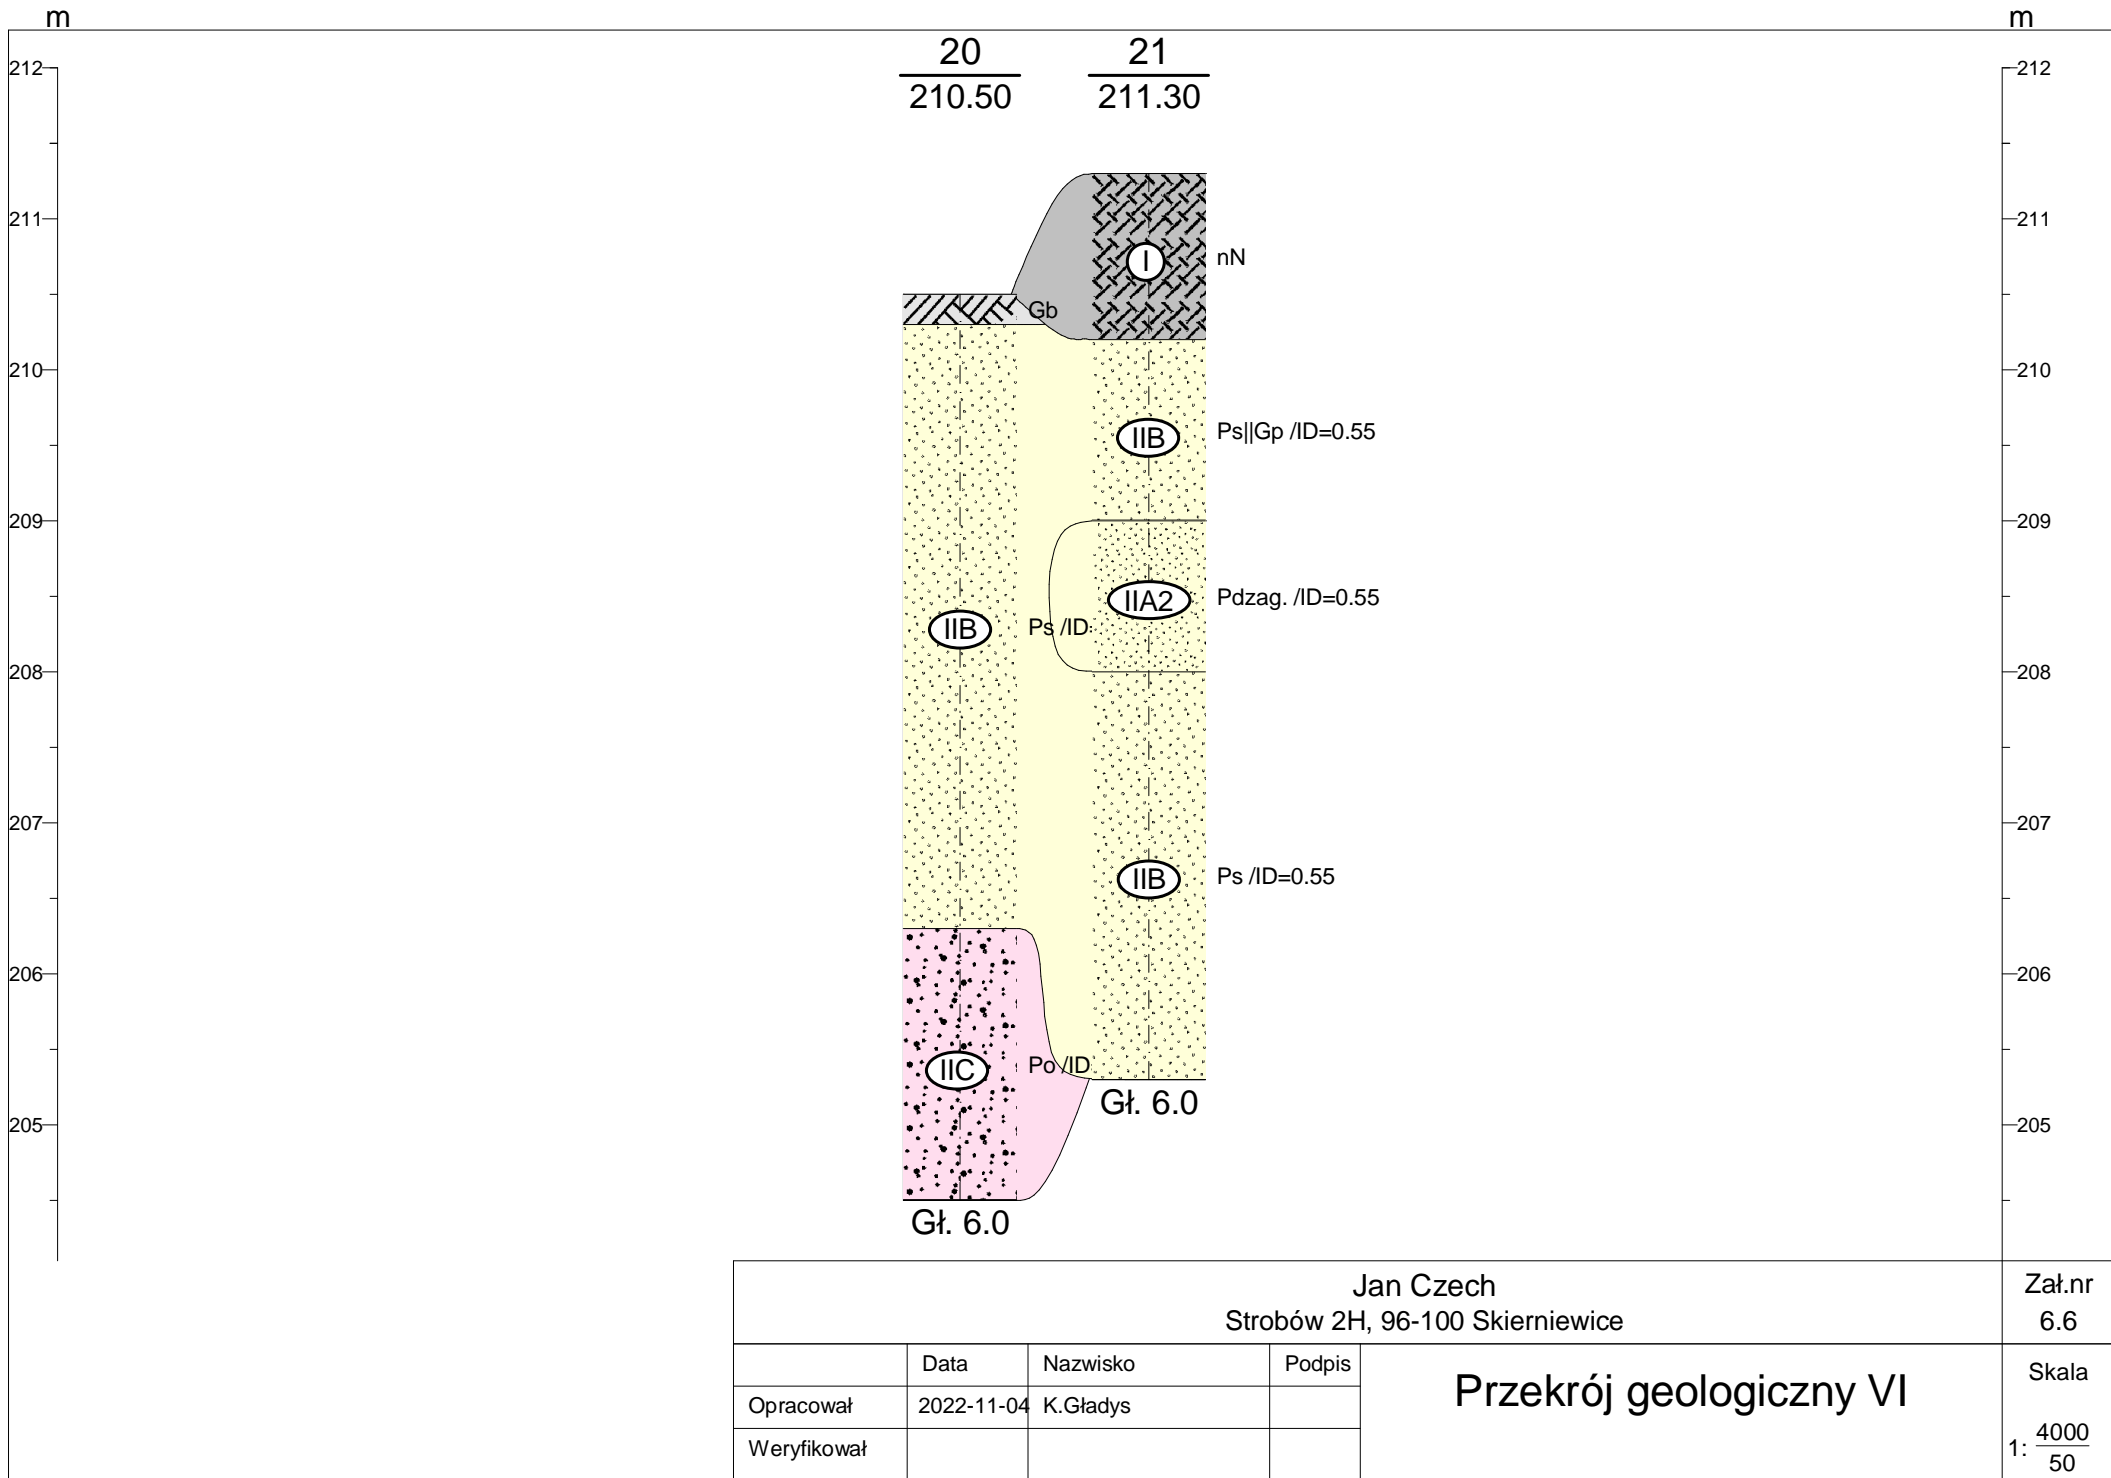 m
m
20
21
210.50
211.30
212
212
211
211
210
210
209
209
208
208
207
207
206
206
205
205
I
nN
Gb
IIB
Ps||Gp /ID=0.55
IIA2
Pdzag. /ID=0.55
IIB
Ps /ID
IIB
Ps /ID=0.55
IIC
Po /ID
Gł. 6.0
Gł. 6.0
Jan Czech
Strobów 2H, 96-100 Skierniewice
Zał.nr
6.6
Data
Nazwisko
Podpis
Opracował
2022-11-04
K.Gładys
Weryfikował
Przekrój geologiczny VI
Skala
1: 4000
50